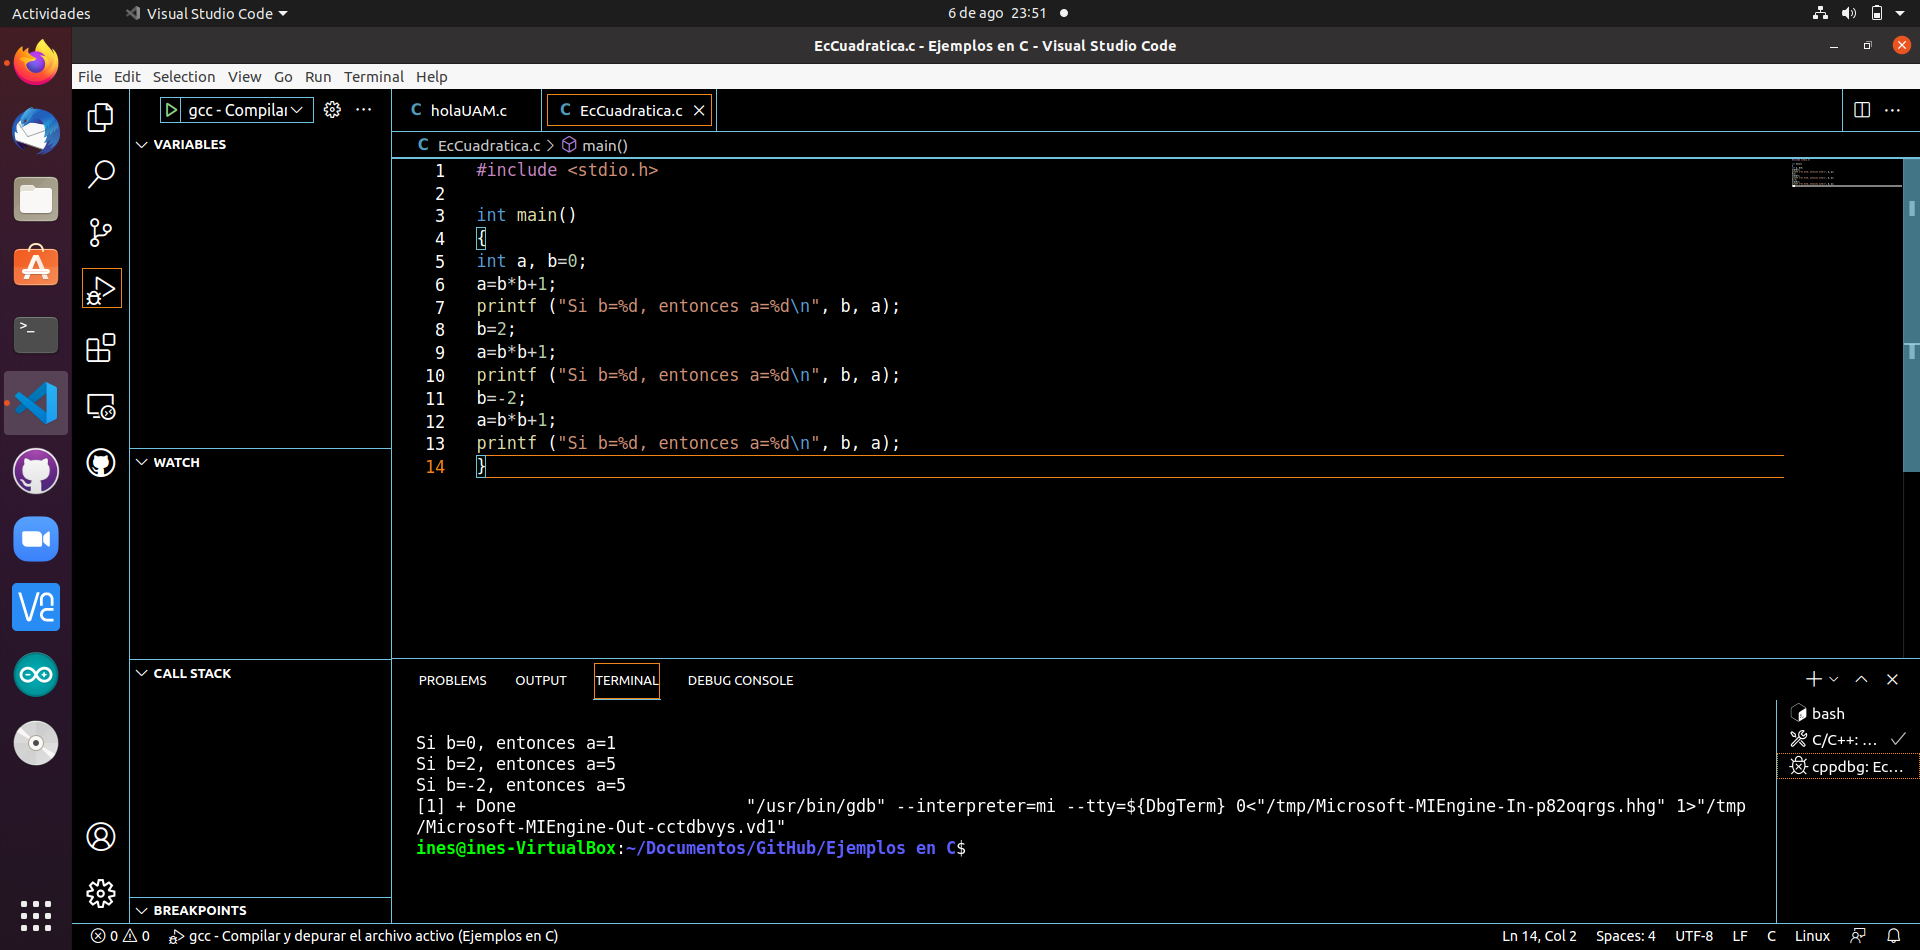 Actividades Visual Studio Code 6 de ago 23:51
EcCuadratica.c - Ejemplos en C - Visual Studio Code
File Edit Selection View Go Run Terminal Help
gcc - Compilar
holaUAM.c EcCuadratica.c
VARIABLES
EcCuadratica.c > main()
1 #include <stdio.h>
2
3 int main()
4 {
5 int a, b=0;
6 a=b*b+1;
7 printf ("Si b=%d, entonces a=%d\n", b, a);
8 b=2;
9 a=b*b+1;
10 printf ("Si b=%d, entonces a=%d\n", b, a);
11 b=-2;
12 a=b*b+1;
13 printf ("Si b=%d, entonces a=%d\n", b, a);
14 }
WATCH
CALL STACK
BREAKPOINTS
PROBLEMS OUTPUT TERMINAL DEBUG CONSOLE
Si b=0, entonces a=1
Si b=2, entonces a=5
Si b=-2, entonces a=5
[1] + Done "/usr/bin/gdb" --interpreter=mi --tty=${DbgTerm} 0<"/tmp/Microsoft-MIEngine-In-p82oqrgs.hhg" 1>"/tmp
/Microsoft-MIEngine-Out-cctdbvys.vd1"
ines@ines-VirtualBox:~/Documentos/GitHub/Ejemplos en C$
bash
C/C++: ...
cppdbg: Ec...
0 0 gcc - Compilar y depurar el archivo activo (Ejemplos en C) Ln 14, Col 2 Spaces: 4 UTF-8 LF C Linux